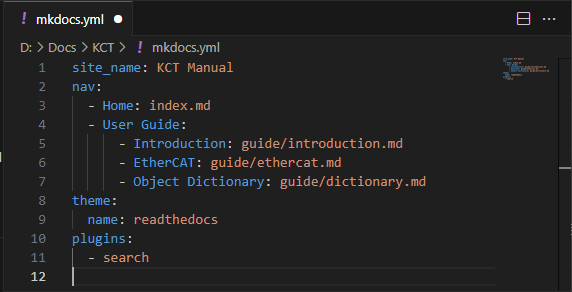 ! mkdocs.yml
D: > Docs > KCT > ! mkdocs.yml
1 site_name: KCT Manual
2 nav:
3   - Home: index.md
4   - User Guide:
5       - Introduction: guide/introduction.md
6       - EtherCAT: guide/ethercat.md
7       - Object Dictionary: guide/dictionary.md
8 theme:
9   name: readthedocs
10 plugins:
11   - search
12